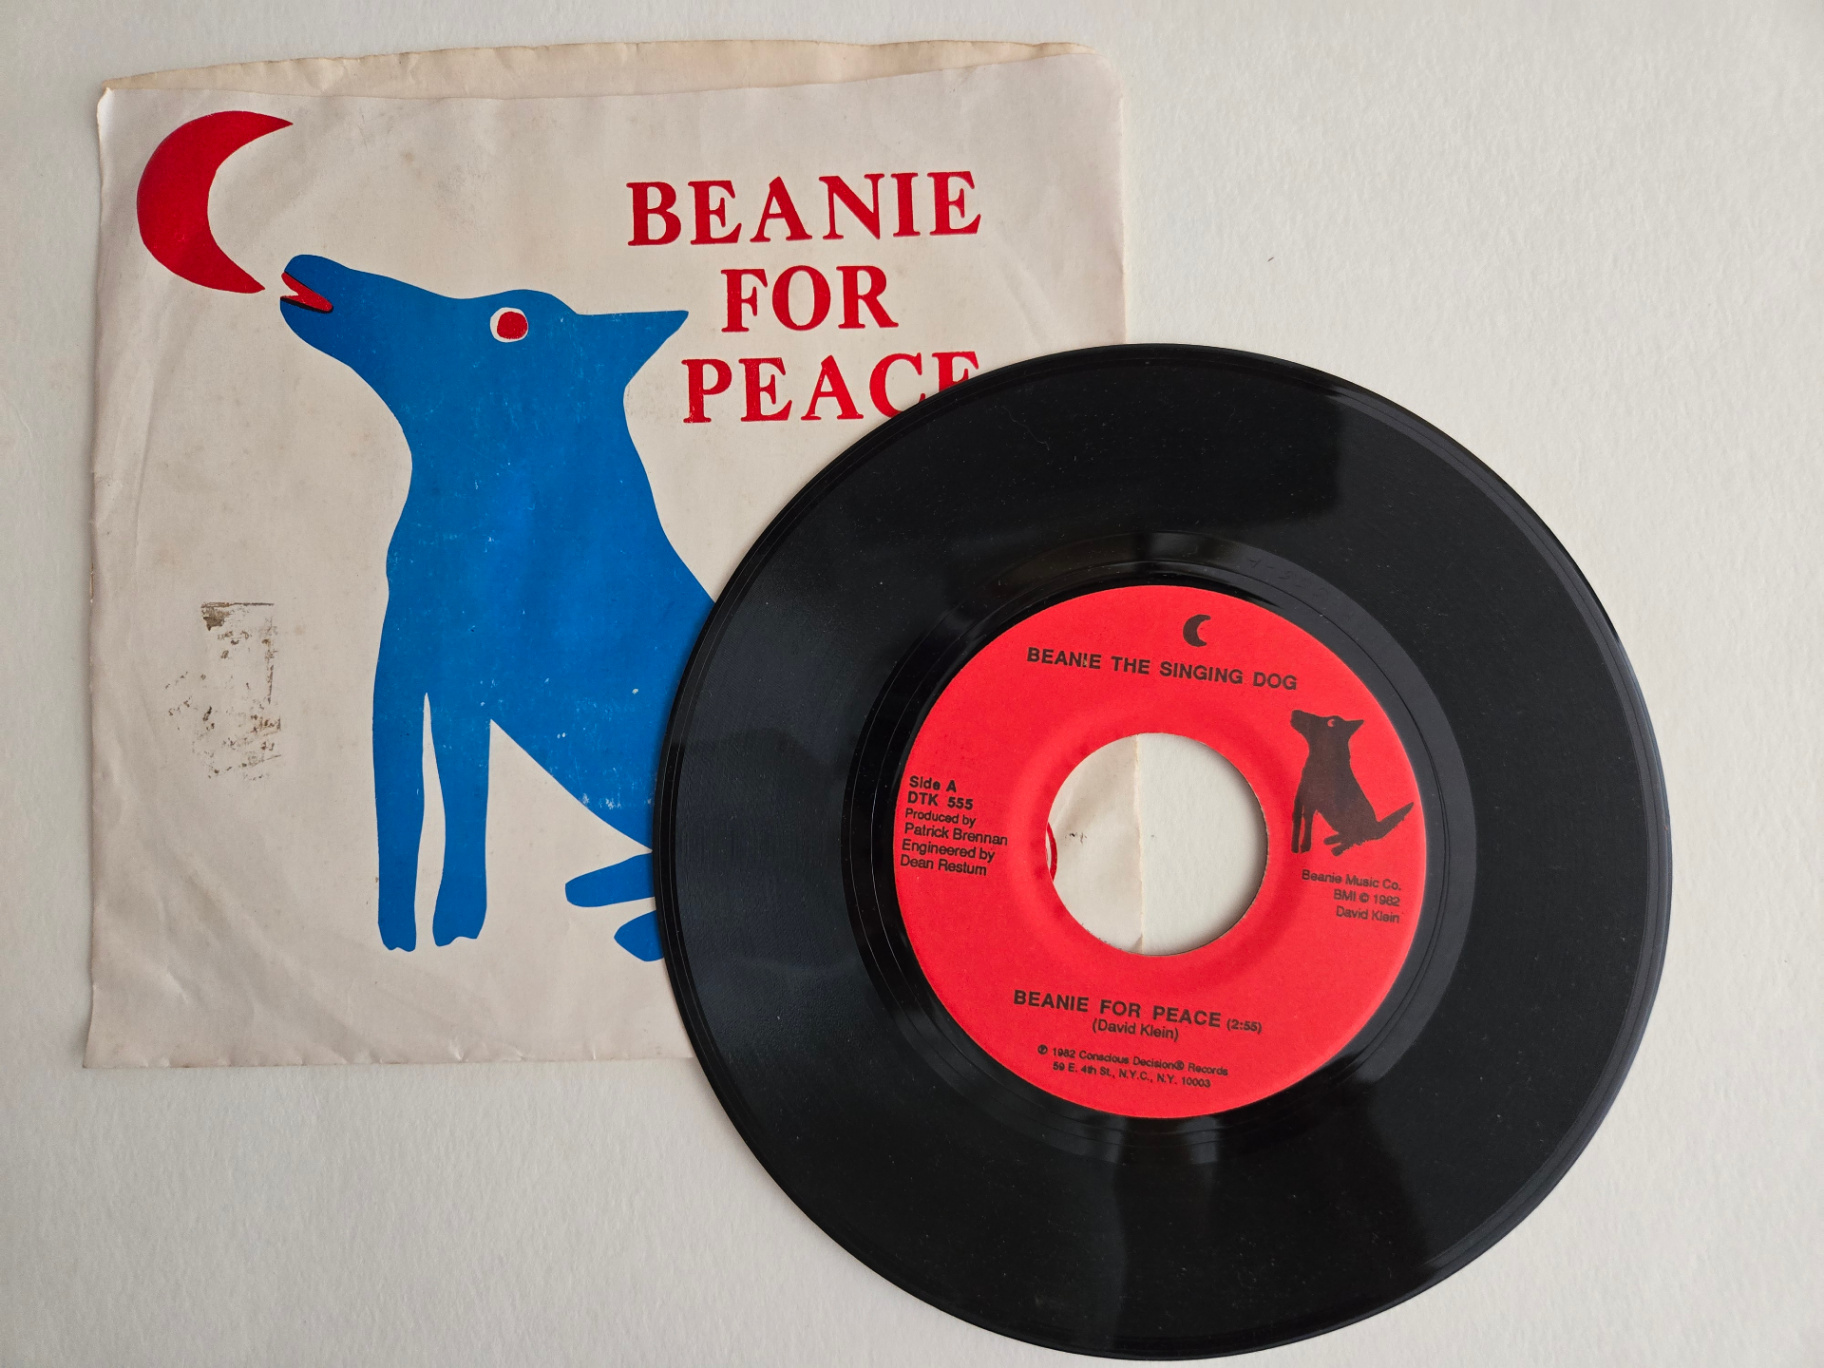 BEANIE
FOR
PEACE
BEANIE THE SINGING DOG
Side A
DTK 555
Produced by
Patrick Brennan
Engineered by
Dean Restum
Beanie Music Co.
BMI © 1982
David Klein
BEANIE FOR PEACE (2:55)
(David Klein)
℗ 1982 Conscious Decision® Records
59 E. 4th St., N.Y.C., N.Y. 10003